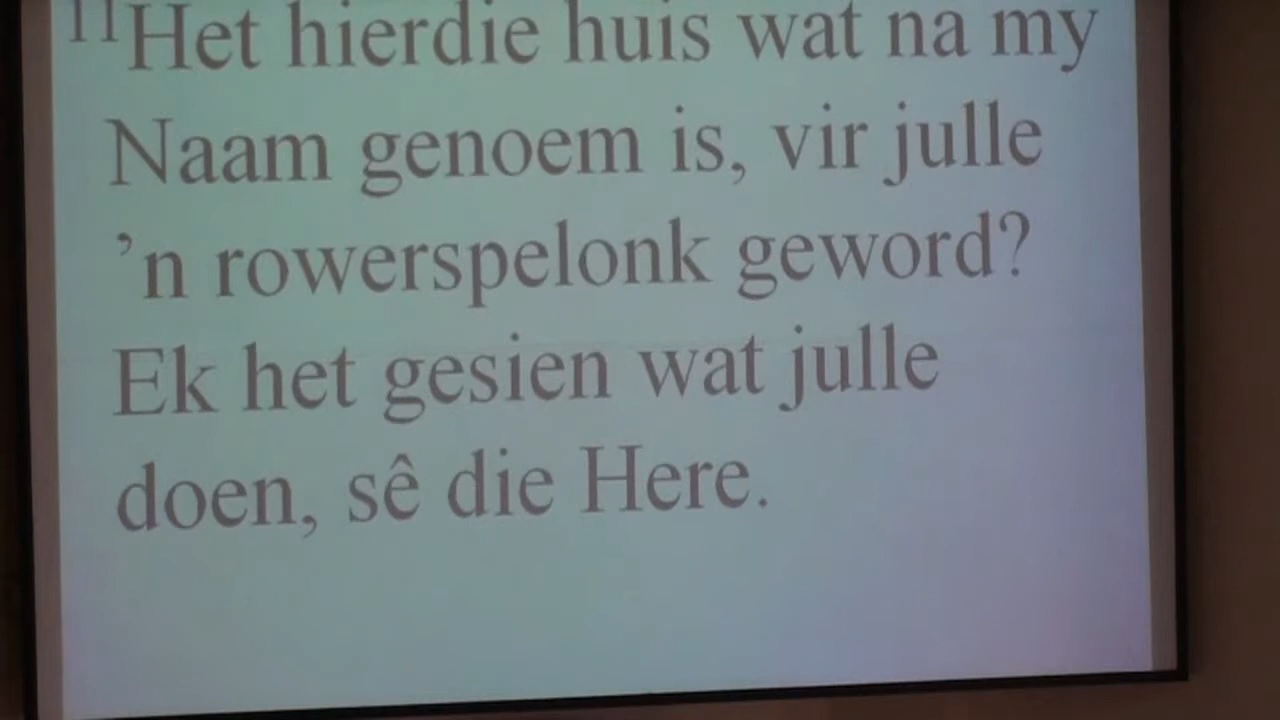 11Het hierdie huis wat na my
Naam genoem is, vir julle
’n rowerspelonk geword?
Ek het gesien wat julle
doen, sê die Here.